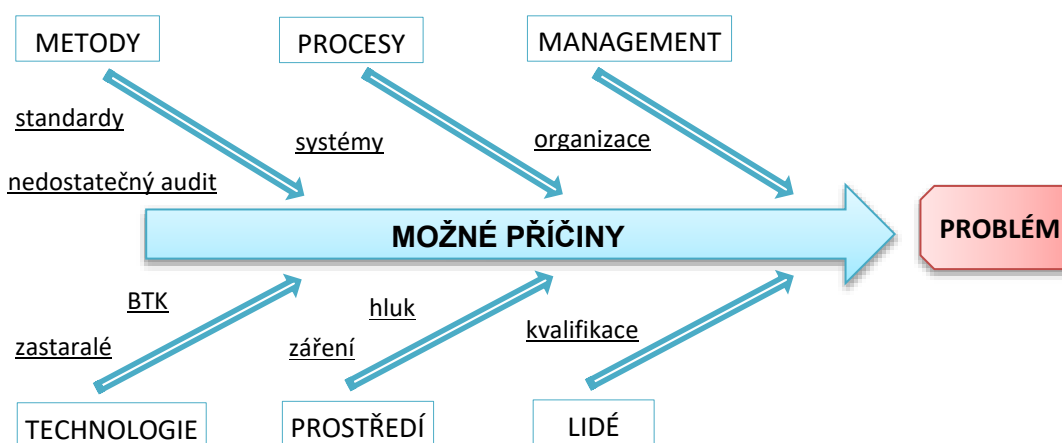 METODY
PROCESY
MANAGEMENT
standardy
systémy
organizace
nedostatečný audit
MOŽNÉ PŘÍČINY
PROBLÉM
BTK
hluk
kvalifikace
zastaralé
záření
TECHNOLOGIE
PROSTŘEDÍ
LIDÉ